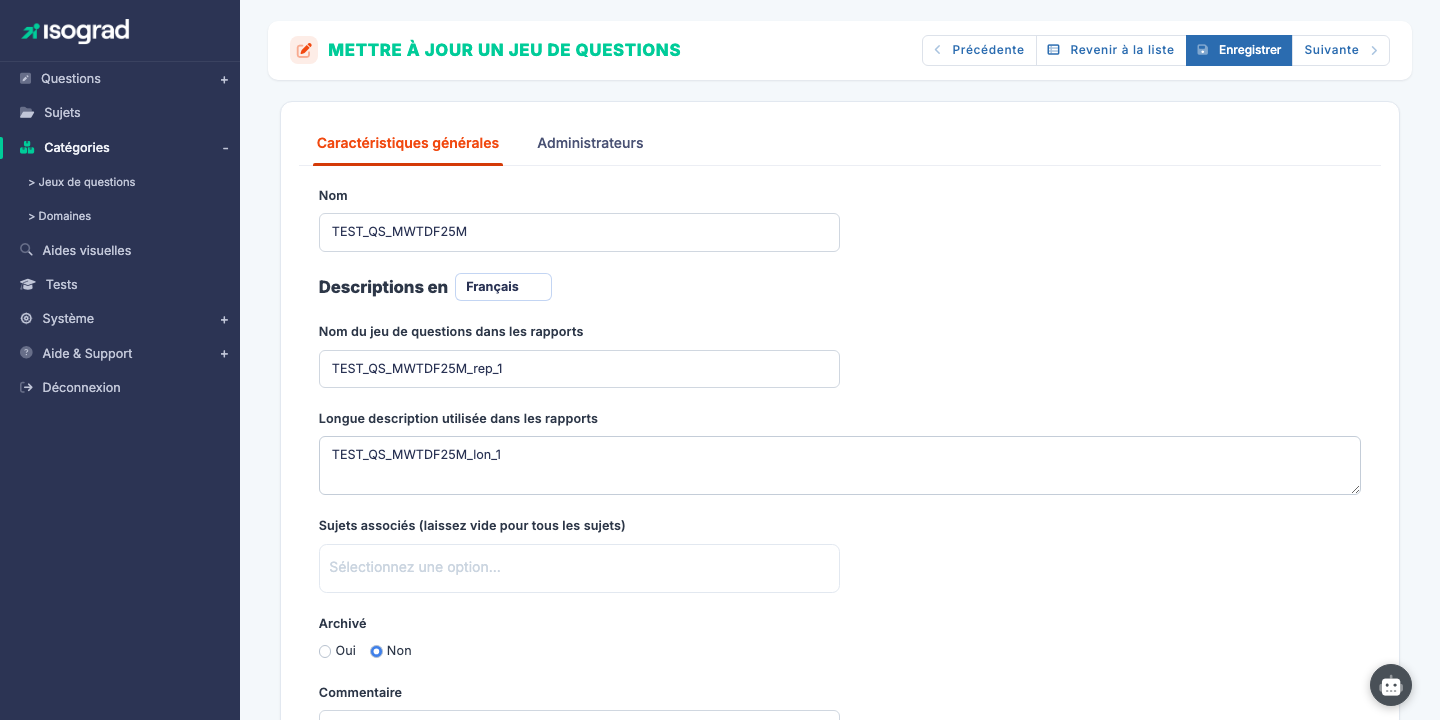 isograd
METTRE À JOUR UN JEU DE QUESTIONS
Précédente
Revenir à la liste
Enregistrer
Suivante
Questions +
Sujets
Catégories -
> Jeux de questions
> Domaines
Aides visuelles
Tests
Système +
Aide & Support +
Déconnexion
Caractéristiques générales
Administrateurs
Nom
TEST_QS_MWTDF25M
Descriptions en Français
Nom du jeu de questions dans les rapports
TEST_QS_MWTDF25M_rep_1
Longue description utilisée dans les rapports
TEST_QS_MWTDF25M_lon_1
Sujets associés (laissez vide pour tous les sujets)
Sélectionnez une option...
Archivé
Oui Non
Commentaire